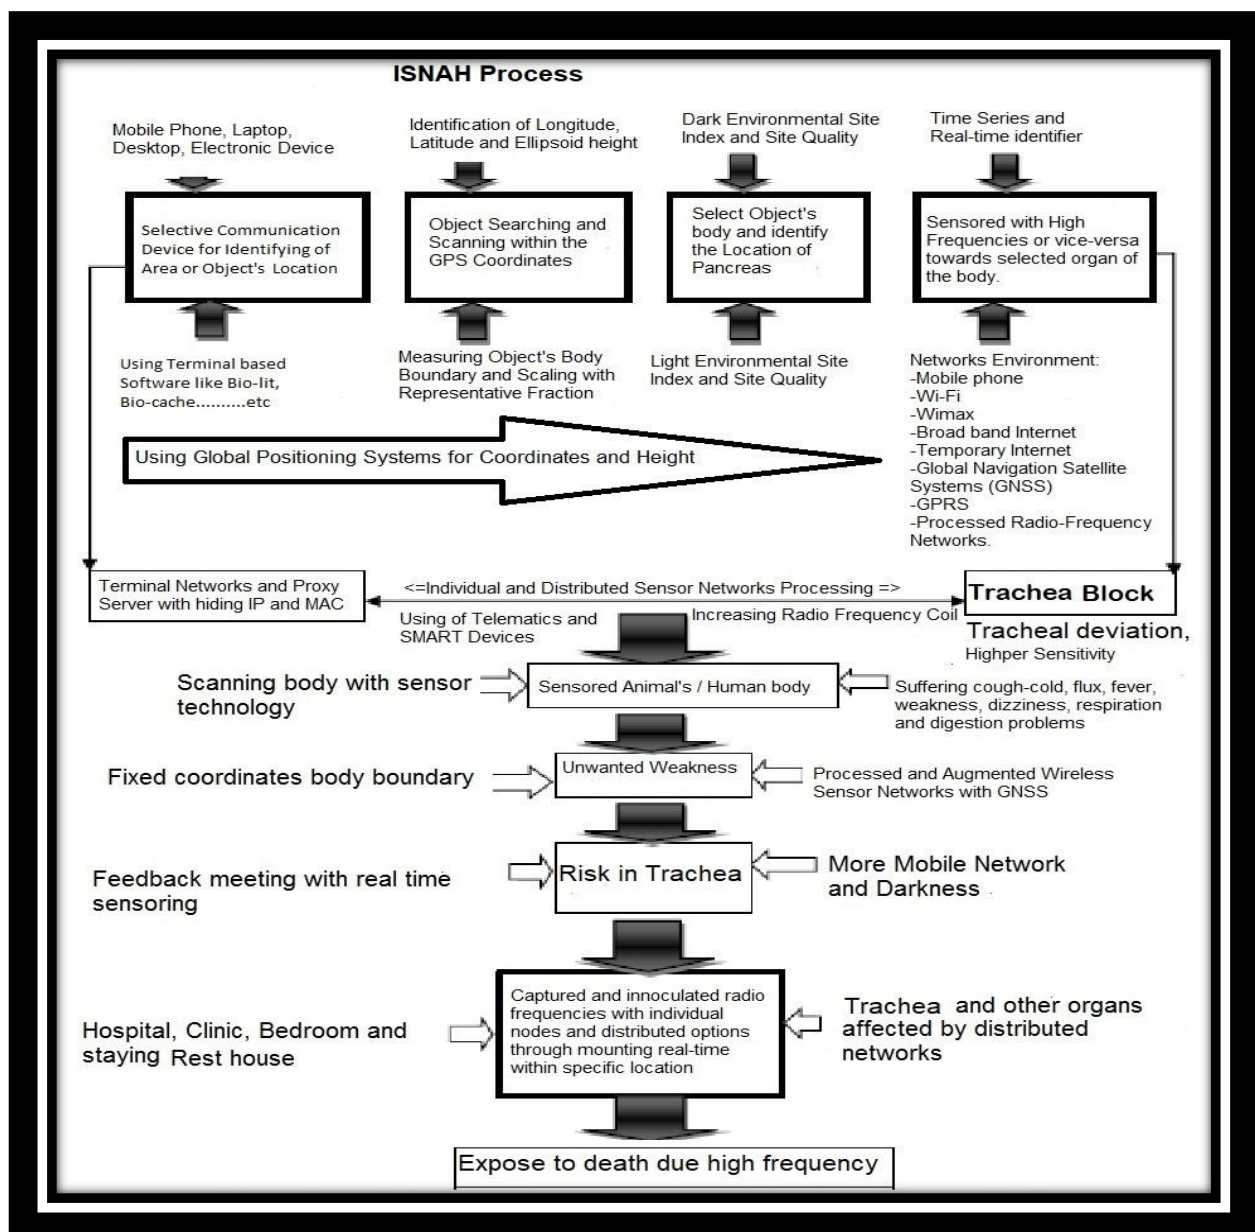 ISNAH Process
Mobile Phone, Laptop,
Desktop, Electronic Device
Identification of Longitude,
Latitude and Ellipsoid height
Dark Environmental Site
Index and Site Quality
Time Series and
Real-time identifier
Selective Communication
Device for Identifying of
Area or Object's Location
Object Searching and
Scanning within the
GPS Coordinates
Select Object's
body and identify
the Location of
Pancreas
Sensored with High
Frequencies or vice-versa
towards selected organ of
the body.
Using Terminal based
Software like Bio-lit,
Bio-cache..........etc
Measuring Object's Body
Boundary and Scaling with
Representative Fraction
Light Environmental Site
Index and Site Quality
Networks Environment:
-Mobile phone
-Wi-Fi
-Wimax
-Broad band Internet
-Temporary Internet
-Global Navigation Satellite
Systems (GNSS)
-GPRS
-Processed Radio-Frequency
Networks.
Using Global Positioning Systems for Coordinates and Height
Terminal Networks and Proxy
Server with hiding IP and MAC
<=Individual and Distributed Sensor Networks Processing =>
Using of Telematics and
SMART Devices
Increasing Radio Frequency Coil
Trachea Block
Tracheal deviation,
Highper Sensitivity
Scanning body with sensor
technology
Sensored Animal's / Human body
Suffering cough-cold, flux, fever,
weakness, dizziness, respiration
and digestion problems
Fixed coordinates body boundary
Unwanted Weakness
Processed and Augmented Wireless
Sensor Networks with GNSS
Feedback meeting with real time
sensoring
Risk in Trachea
More Mobile Network
and Darkness
Hospital, Clinic, Bedroom and
staying Rest house
Captured and innoculated radio
frequencies with individual
nodes and distributed options
through mounting real-time
within specific location
Trachea and other organs
affected by distributed
networks
Expose to death due high frequency